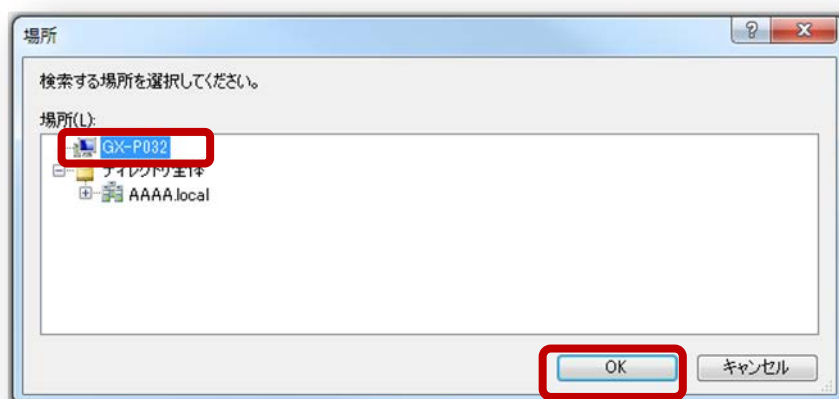 場所
検索する場所を選択してください。
場所(L):
GX-P032
ディレクトリ全体
AAAA.local
OK
キャンセル